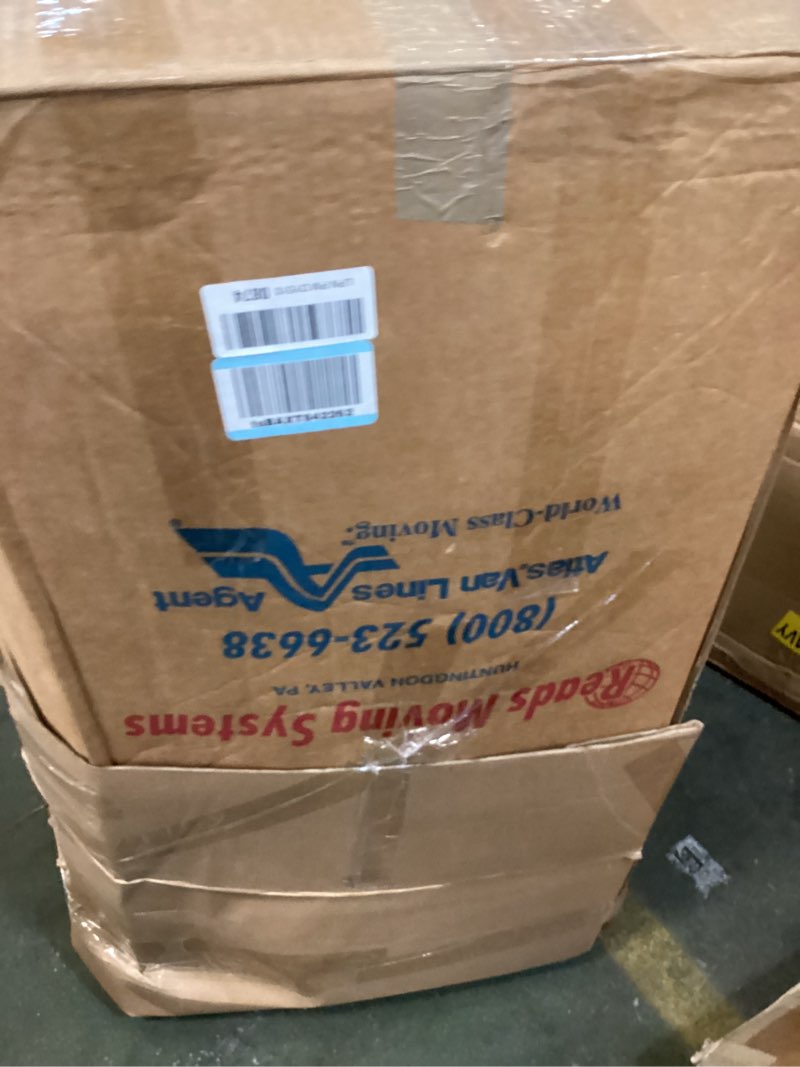 Reads Moving Systems
HUNTINGDON VALLEY, PA
(800) 523-6638
Atlas Van Lines Agent
World-Class Moving.